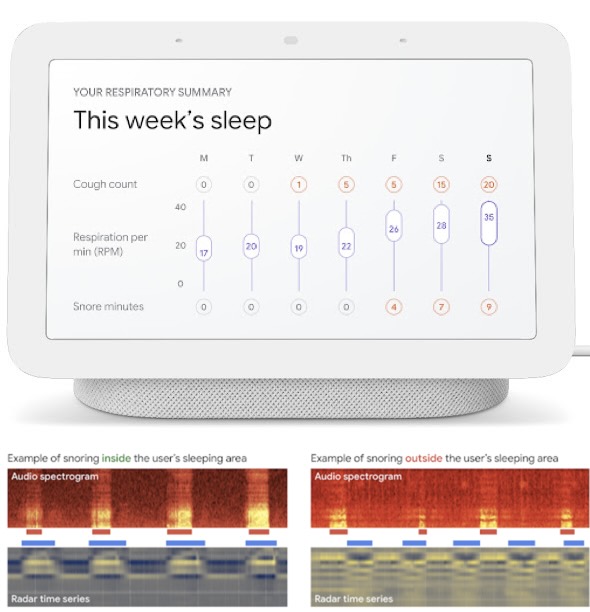 YOUR RESPIRATORY SUMMARY
This week's sleep
M T W Th F S S
Cough count 0 0 1 5 5 15 20
40
Respiration per
min (RPM)
20
17 20 19 22 26 28 35
0
Snore minutes 0 0 0 0 4 7 9
Example of snoring inside the user's sleeping area
Audio spectrogram
Radar time series
Example of snoring outside the user's sleeping area
Audio spectrogram
Radar time series